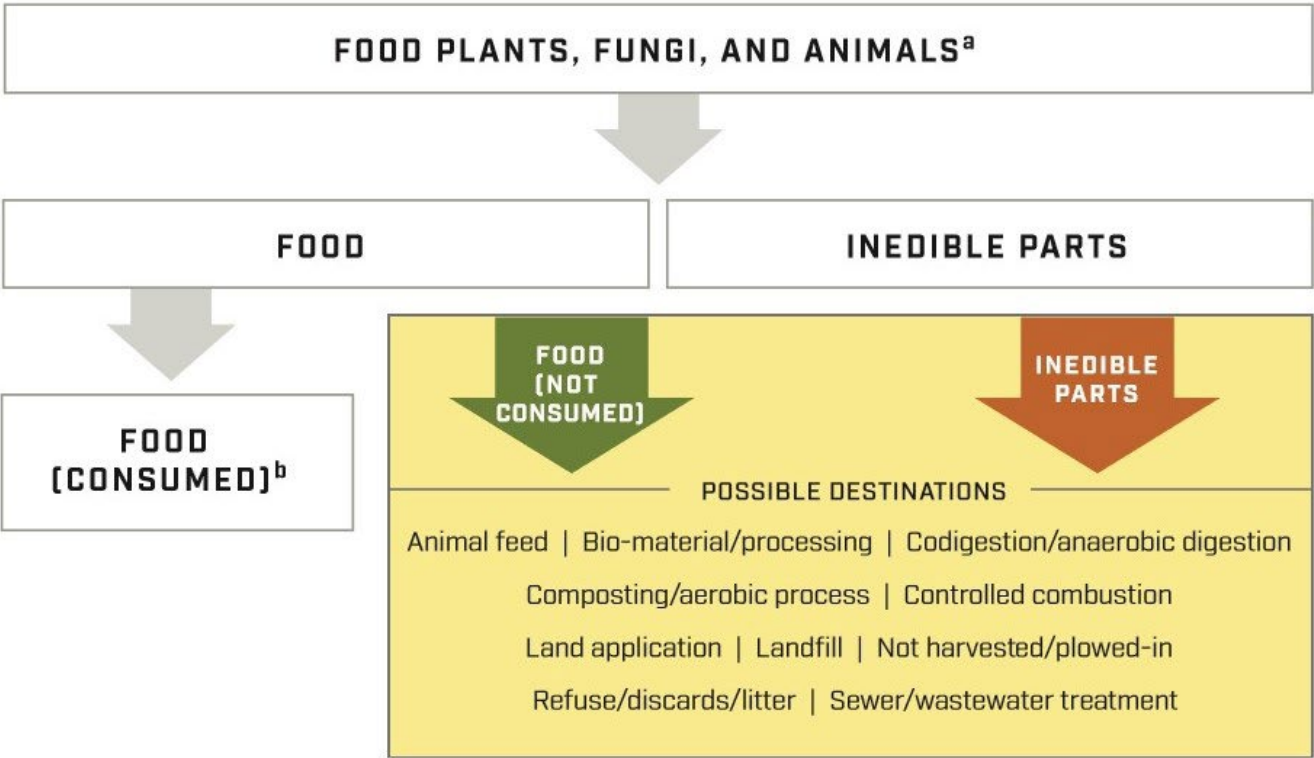 FOOD PLANTS, FUNGI, AND ANIMALSᵃ
FOOD
INEDIBLE PARTS
FOOD
(CONSUMED)ᵇ
FOOD
(NOT
CONSUMED)
INEDIBLE
PARTS
POSSIBLE DESTINATIONS
Animal feed | Bio-material/processing | Codigestion/anaerobic digestion
Composting/aerobic process | Controlled combustion
Land application | Landfill | Not harvested/plowed-in
Refuse/discards/litter | Sewer/wastewater treatment